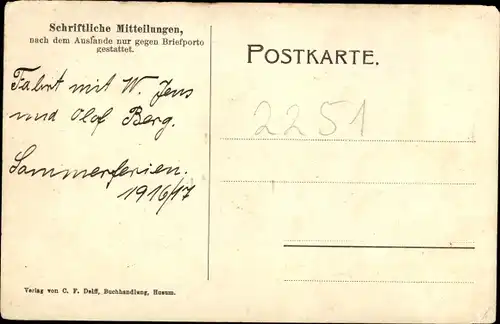 Schriftliche Mitteilungen,
nach dem Auslande nur gegen Briefporto
gestattet.
POSTKARTE.
Fahrt mit W. Jens
und Olof Berg.
Sommerferien.
1916/17
2251
Verlag von C. F. Delff, Buchhandlung, Husum.